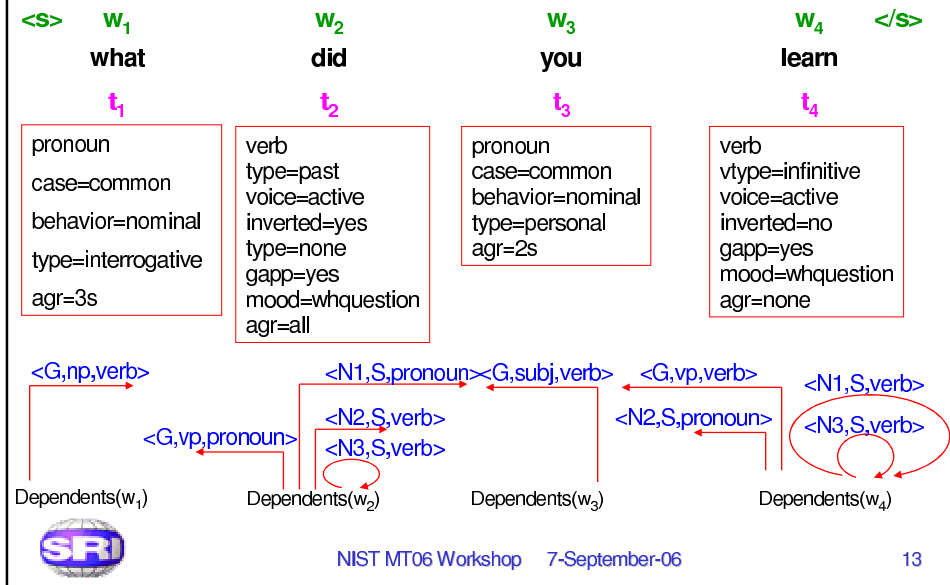 <s> w1 w2 w3 w4 </s>
what did you learn
t1 t2 t3 t4
pronoun
case=common
behavior=nominal
type=interrogative
agr=3s
verb
type=past
voice=active
inverted=yes
type=none
gapp=yes
mood=whquestion
agr=all
pronoun
case=common
behavior=nominal
type=personal
agr=2s
verb
vtype=infinitive
voice=active
inverted=no
gapp=yes
mood=whquestion
agr=none
<G,np,verb>
<G,vp,pronoun>
<N1,S,pronoun>
<N2,S,verb>
<N3,S,verb>
<G,subj,verb>
<G,vp,verb>
<N2,S,pronoun>
<N1,S,verb>
<N3,S,verb>
Dependents(w1) Dependents(w2) Dependents(w3) Dependents(w4)
SRI
NIST MT06 Workshop 7-September-06 13